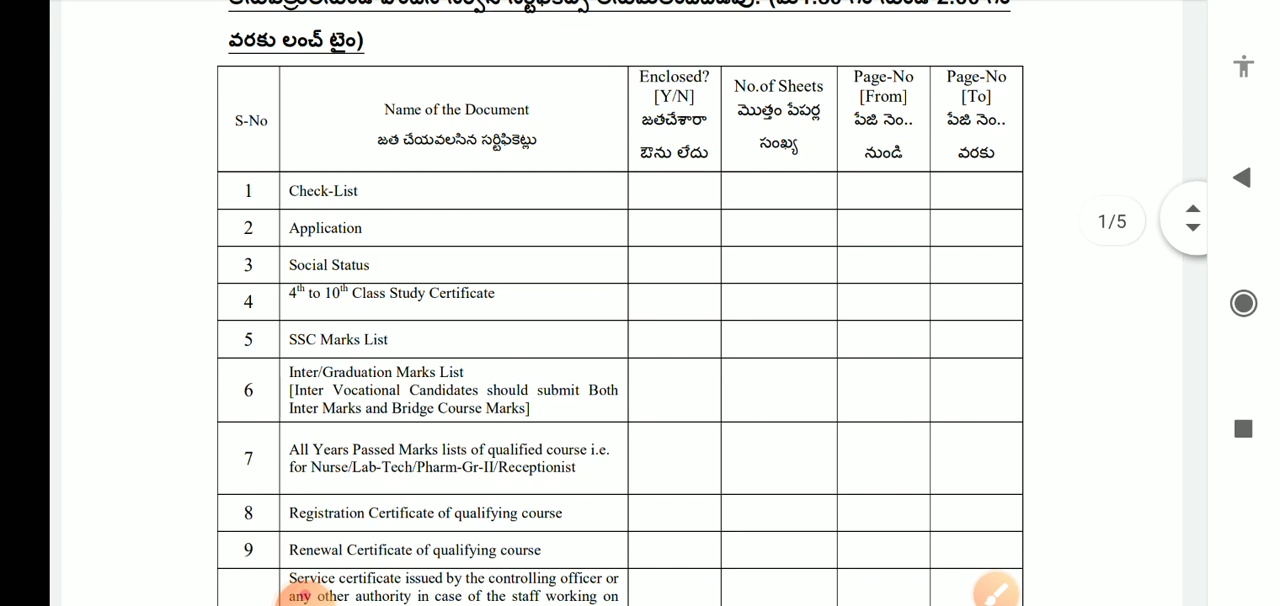 వరకు లంచ్ టైం)
S-No
Name of the Document
జత చేయవలసిన సర్టిఫికెట్లు
Enclosed?
[Y/N]
జతచేశారా
ఔను లేదు
No.of Sheets
మొత్తం పేపర్ల
సంఖ్య
Page-No
[From]
పేజి నెం..
నుండి
Page-No
[To]
పేజి నెం..
వరకు
1 Check-List
2 Application
3 Social Status
4 4th to 10th Class Study Certificate
5 SSC Marks List
6 Inter/Graduation Marks List
[Inter Vocational Candidates should submit Both
Inter Marks and Bridge Course Marks]
7 All Years Passed Marks lists of qualified course i.e.
for Nurse/Lab-Tech/Pharm-Gr-II/Receptionist
8 Registration Certificate of qualifying course
9 Renewal Certificate of qualifying course
Service certificate issued by the controlling officer or
any other authority in case of the staff working on
1/5